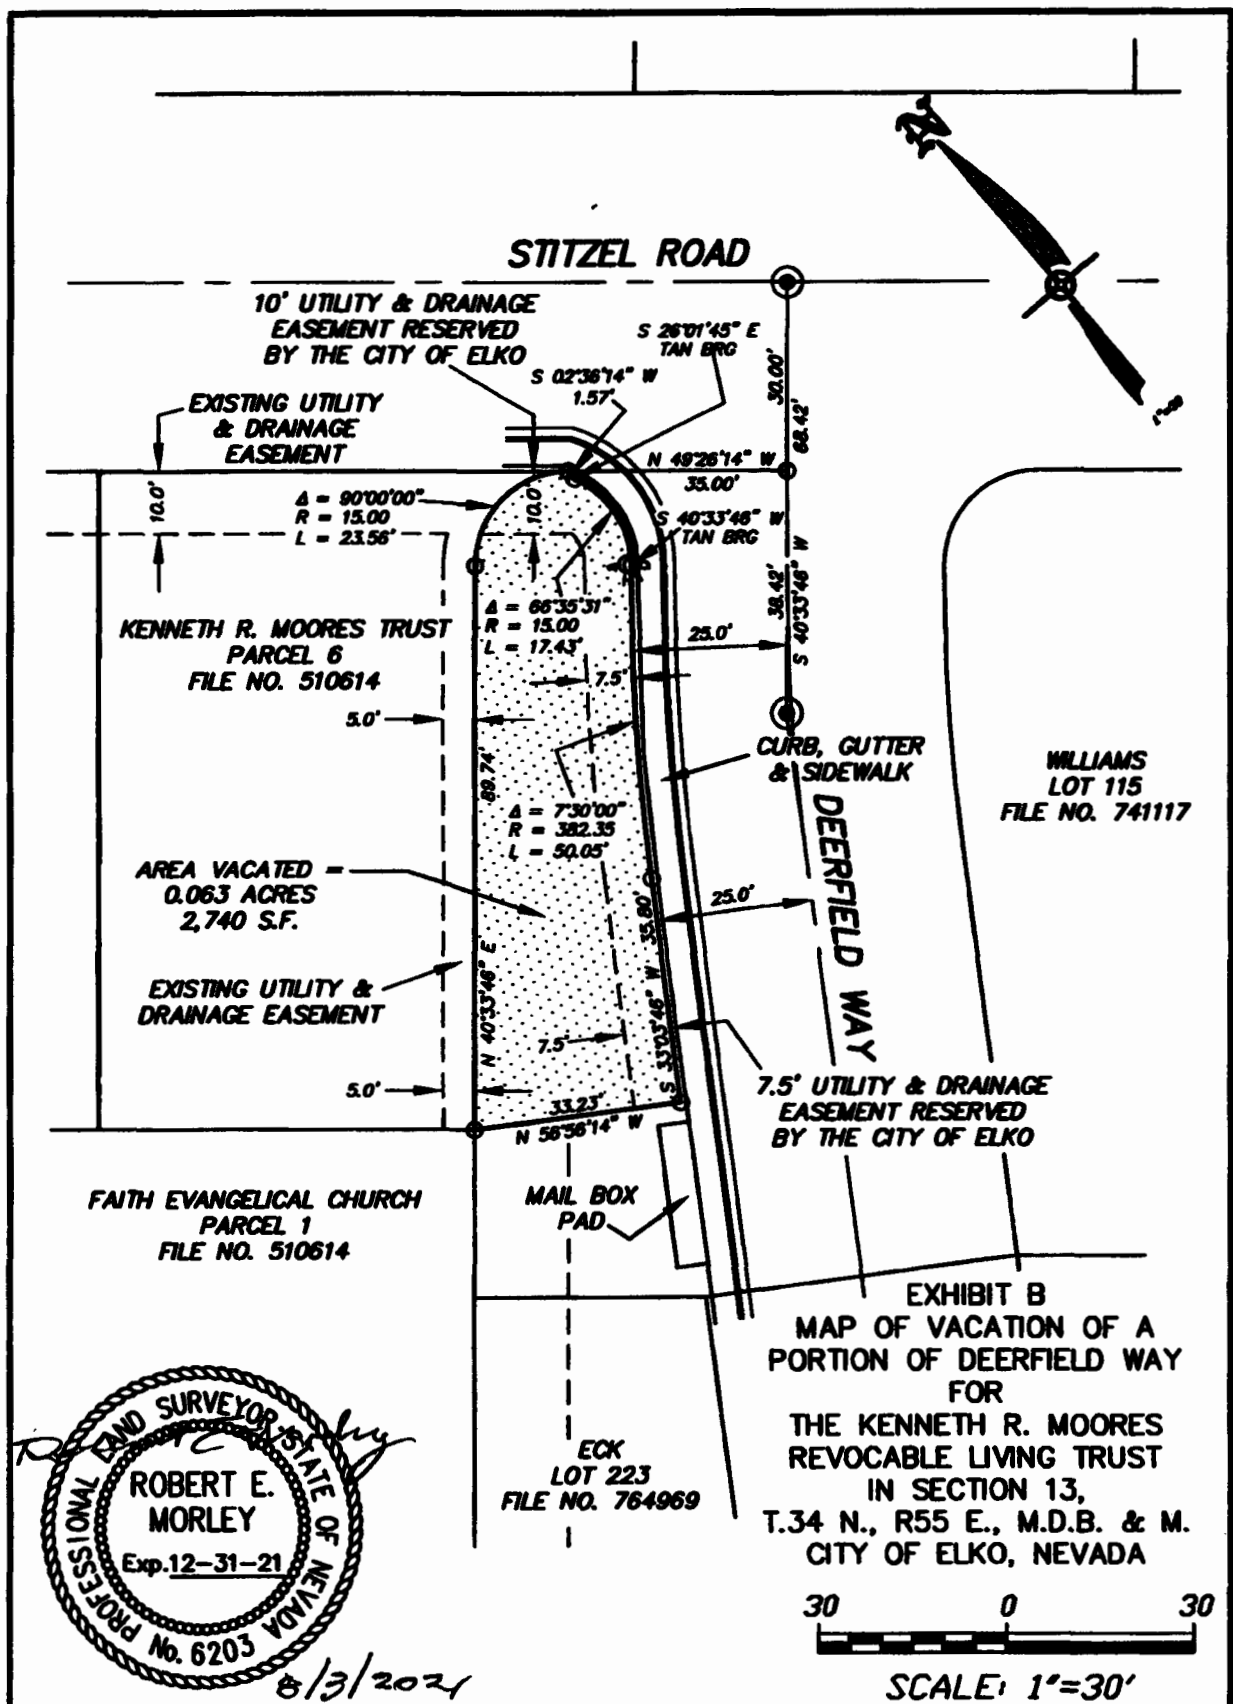 STITZEL ROAD
10' UTILITY & DRAINAGE
EASEMENT RESERVED
BY THE CITY OF ELKO
S 26°01'45" E
TAN BRG
S 02°36'14" W
1.57'
30.00'
68.42'
EXISTING UTILITY
& DRAINAGE
EASEMENT
N 49°26'14" W
35.00'
10.0'
10.0'
Δ = 90°00'00"
R = 15.00
L = 23.56'
S 40°33'46" W
TAN BRG
38.42'
S 40°33'46" W
Δ = 66°35'31"
R = 15.00
L = 17.43'
KENNETH R. MOORES TRUST
PARCEL 6
FILE NO. 510614
25.0'
7.5'
5.0'
89.74'
CURB, GUTTER
& SIDEWALK
WILLIAMS
LOT 115
FILE NO. 741117
Δ = 7°30'00"
R = 382.35
L = 50.05'
DEERFIELD WAY
AREA VACATED =
0.063 ACRES
2,740 S.F.
25.0'
35.80'
S 33°03'46" W
N 40°33'46" E
EXISTING UTILITY &
DRAINAGE EASEMENT
7.5'
5.0'
7.5' UTILITY & DRAINAGE
EASEMENT RESERVED
BY THE CITY OF ELKO
33.23'
N 56°56'14" W
FAITH EVANGELICAL CHURCH
PARCEL 1
FILE NO. 510614
MAIL BOX
PAD
ECK
LOT 223
FILE NO. 764969
EXHIBIT B
MAP OF VACATION OF A
PORTION OF DEERFIELD WAY
FOR
THE KENNETH R. MOORES
REVOCABLE LIVING TRUST
IN SECTION 13,
T.34 N., R55 E., M.D.B. & M.
CITY OF ELKO, NEVADA
PROFESSIONAL LAND SURVEYOR STATE OF NEVADA
ROBERT E.
MORLEY
Exp.12-31-21
No. 6203
8/3/2021
30 0 30
SCALE: 1"=30'